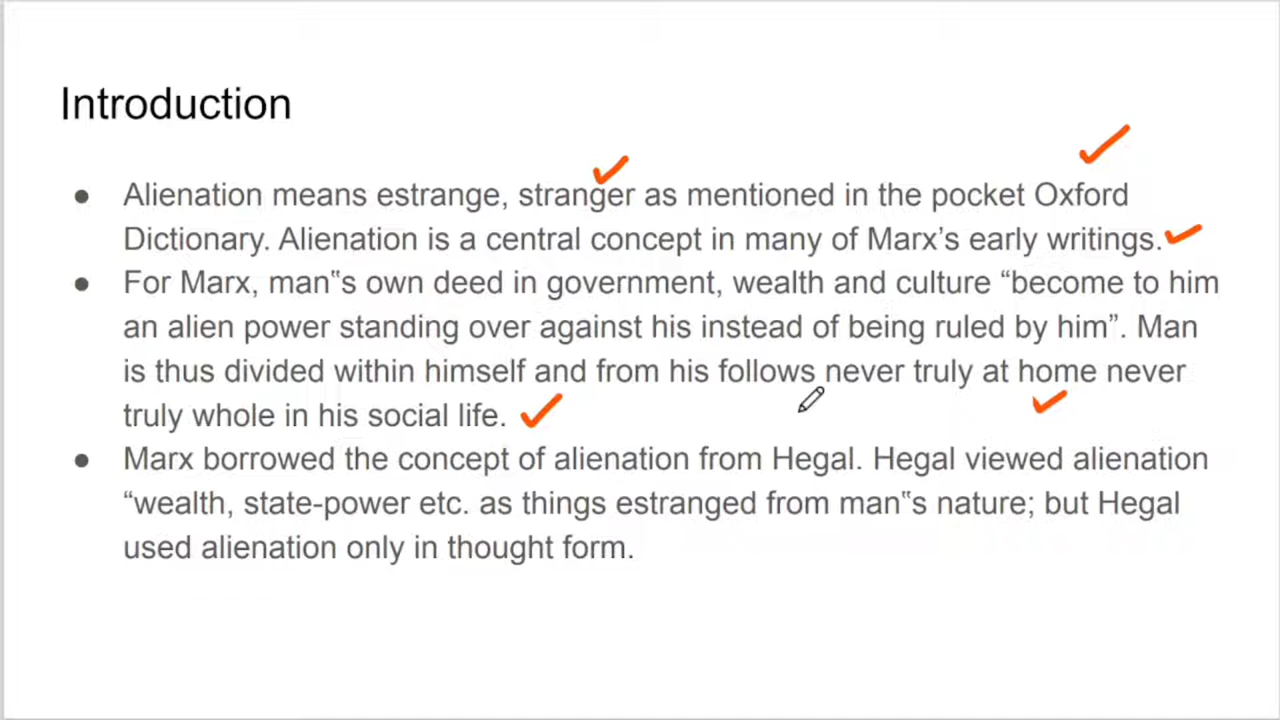 Introduction
● Alienation means estrange, stranger as mentioned in the pocket Oxford
Dictionary. Alienation is a central concept in many of Marx’s early writings.
● For Marx, man‟s own deed in government, wealth and culture “become to him
an alien power standing over against his instead of being ruled by him”. Man
is thus divided within himself and from his follows never truly at home never
truly whole in his social life.
● Marx borrowed the concept of alienation from Hegal. Hegal viewed alienation
“wealth, state-power etc. as things estranged from man‟s nature; but Hegal
used alienation only in thought form.